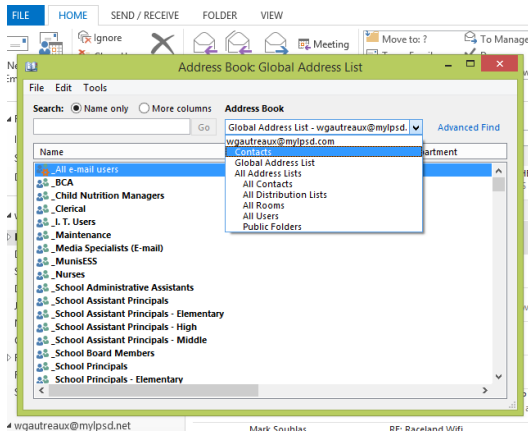 FILE HOME SEND / RECEIVE FOLDER VIEW
Ignore Meeting Move to: ? To Manage
Address Book: Global Address List
File Edit Tools
Search: Name only More columns Address Book
Go Global Address List - wgautreaux@mylpsd. Advanced Find
wgautreaux@mylpsd.com
Name
Contacts
Global Address List
All Address Lists
All Contacts
All Distribution Lists
All Rooms
All Users
Public Folders
_All e-mail users
_BCA
_Child Nutrition Managers
_Clerical
_I. T. Users
_Maintenance
_Media Specialists (E-mail)
_MunisESS
_Nurses
_School Administrative Assistants
_School Assistant Principals
_School Assistant Principals - Elementary
_School Assistant Principals - High
_School Assistant Principals - Middle
_School Board Members
_School Principals
_School Principals - Elementary
wgautreaux@mylpsd.net
Mark Souhlas RE: Raceland Wifi